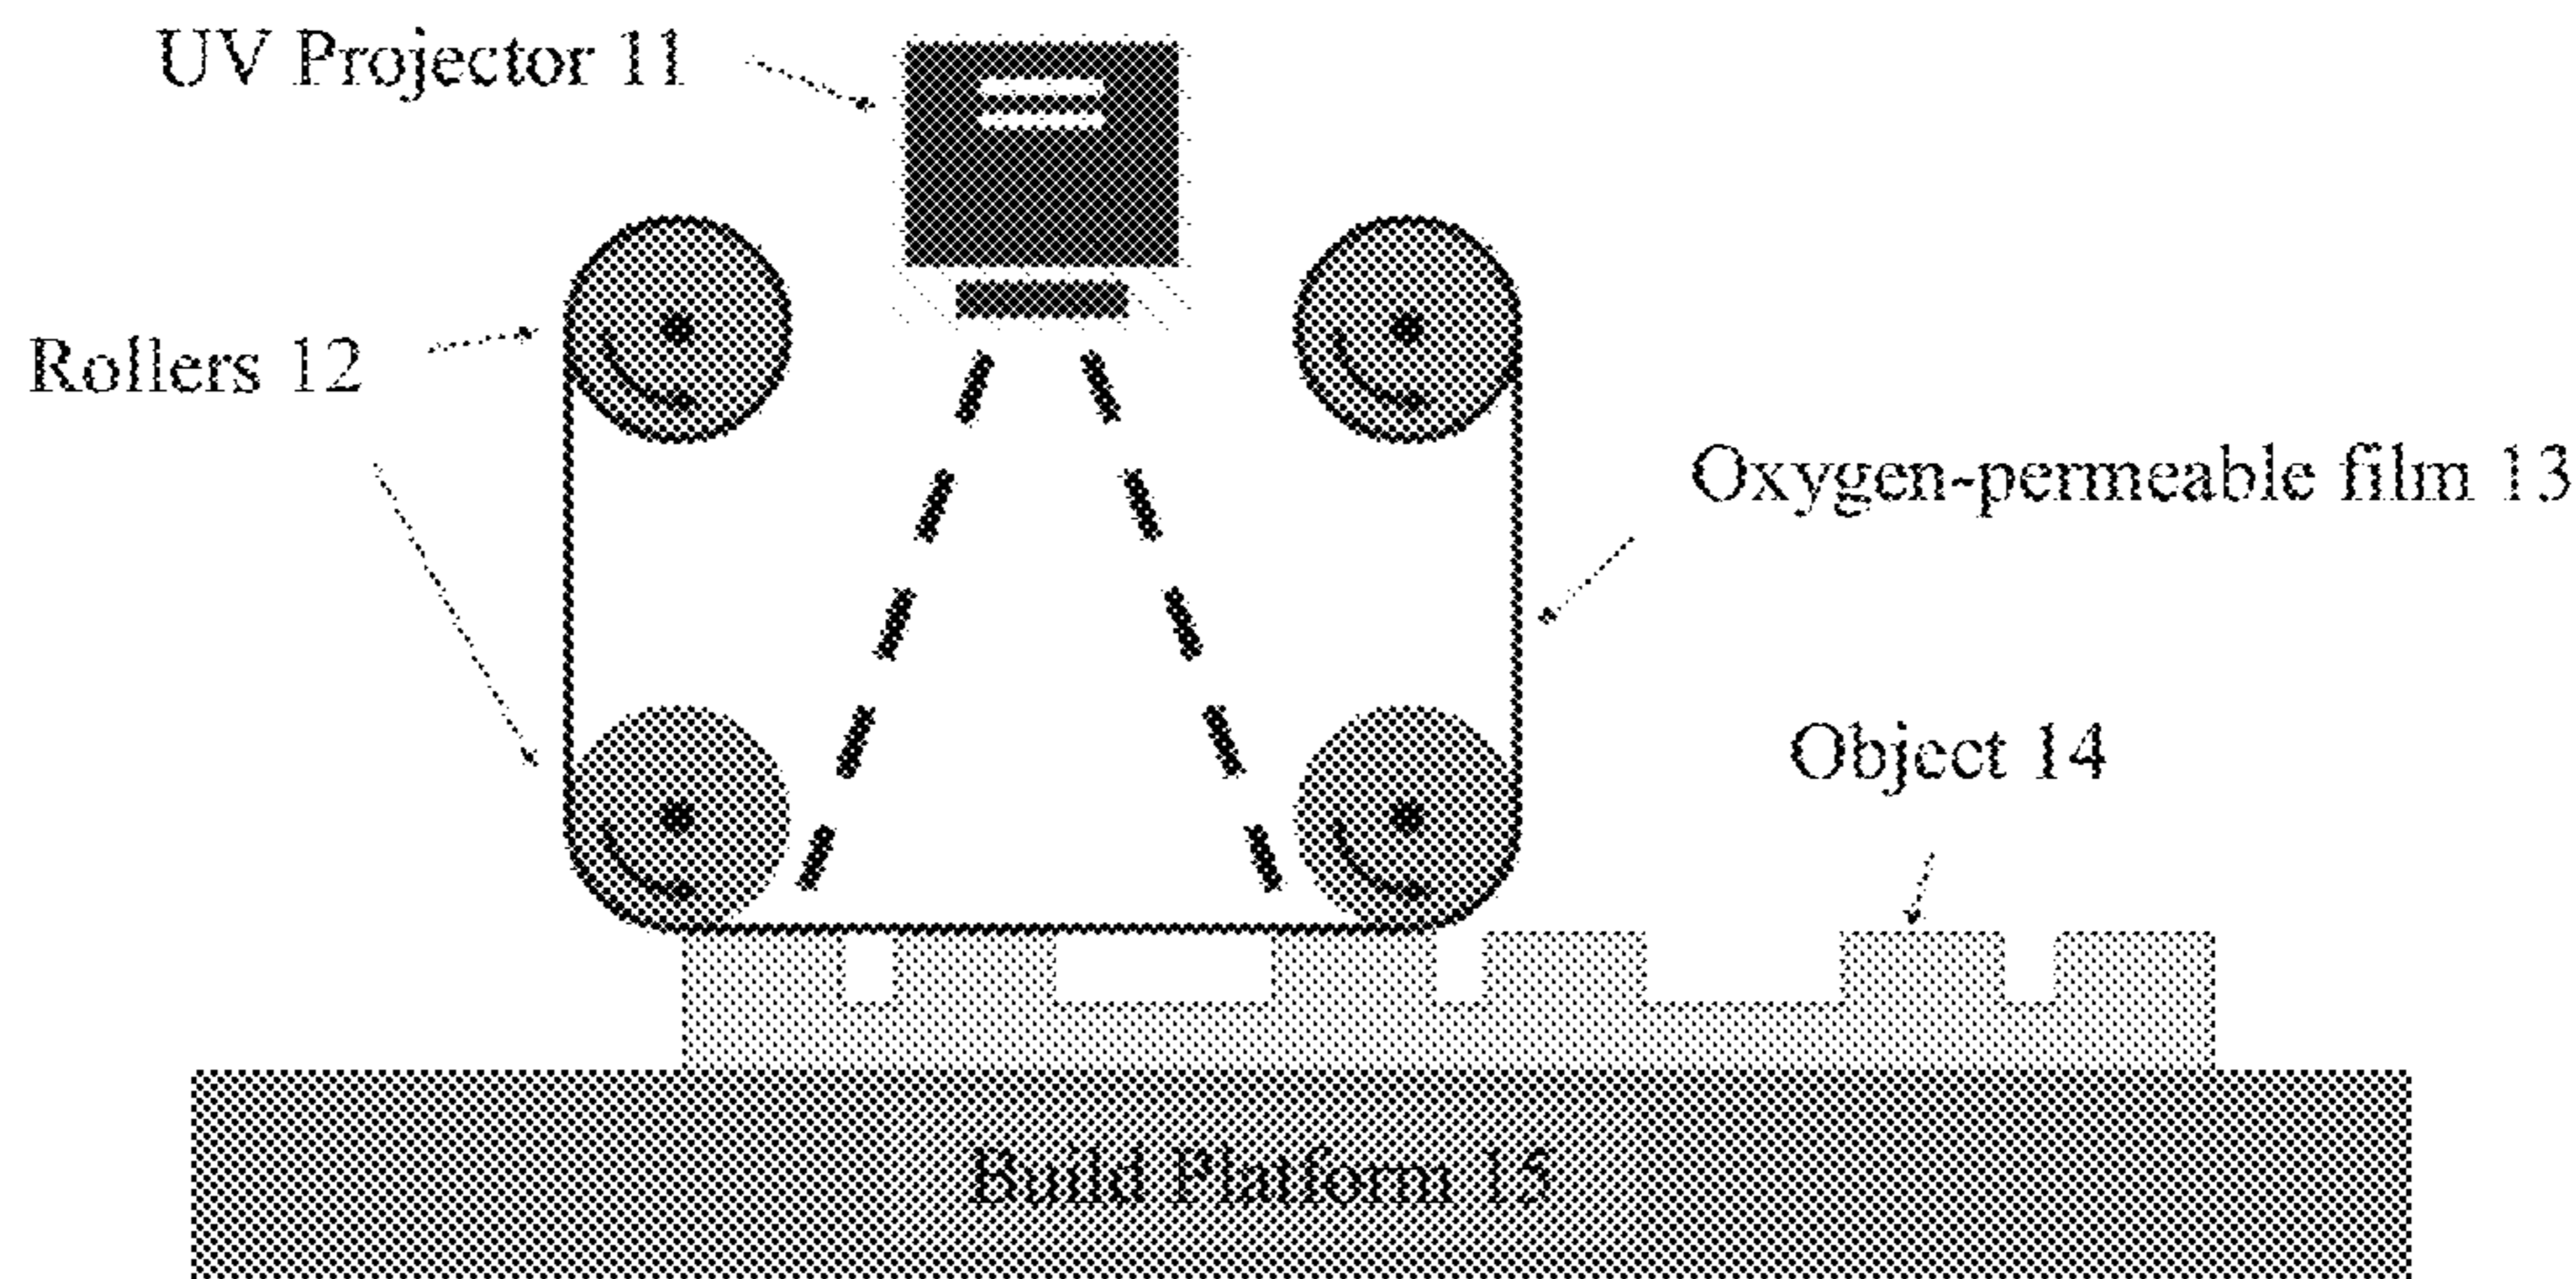 UV Projector 11
Rollers 12
Oxygen-permeable film 13
Object 14
Build Platform 15